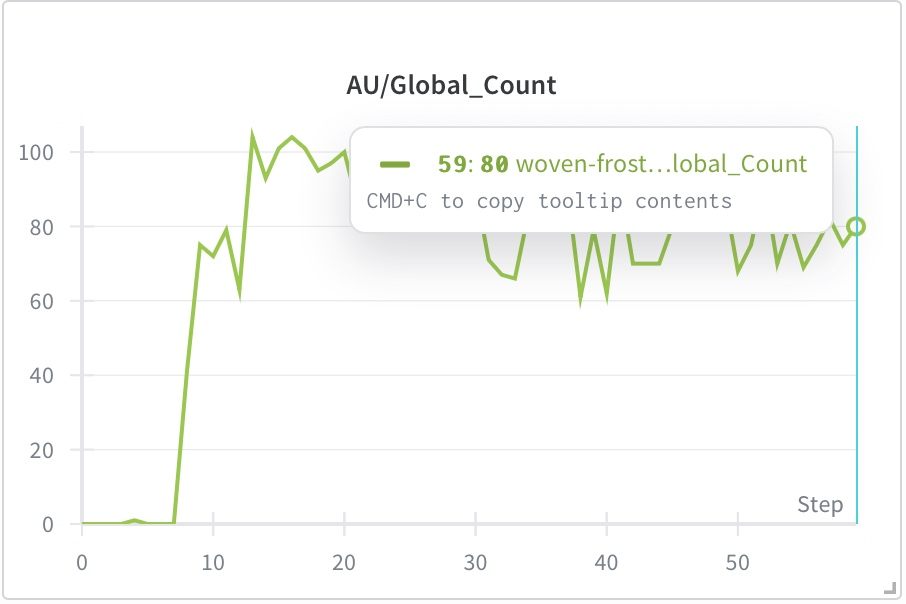 AU/Global_Count
59: 80 woven-frost...lobal_Count
CMD+C to copy tooltip contents
100
80
60
40
20
0
Step
0 10 20 30 40 50